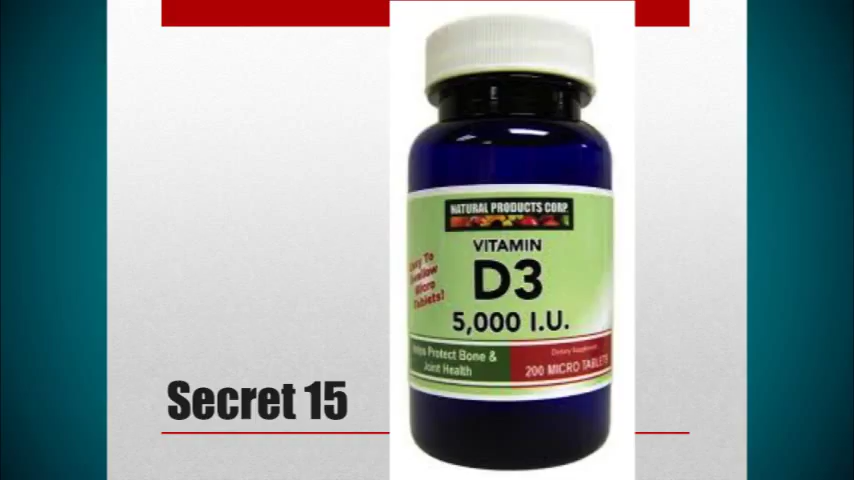 NATURAL PRODUCTS CORP.
VITAMIN
D3
5,000 I.U.
Easy To
Swallow
Micro
Tablets!
Helps Protect Bone &
Joint Health
Dietary Supplement
200 MICRO TABLETS
Secret 15